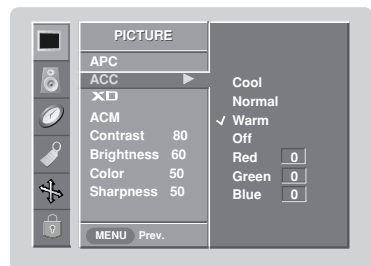 PICTURE
APC
ACC
XD
ACM
Contrast 80
Brightness 60
Color 50
Sharpness 50
MENU Prev.
Cool
Normal
Warm
Off
Red 0
Green 0
Blue 0